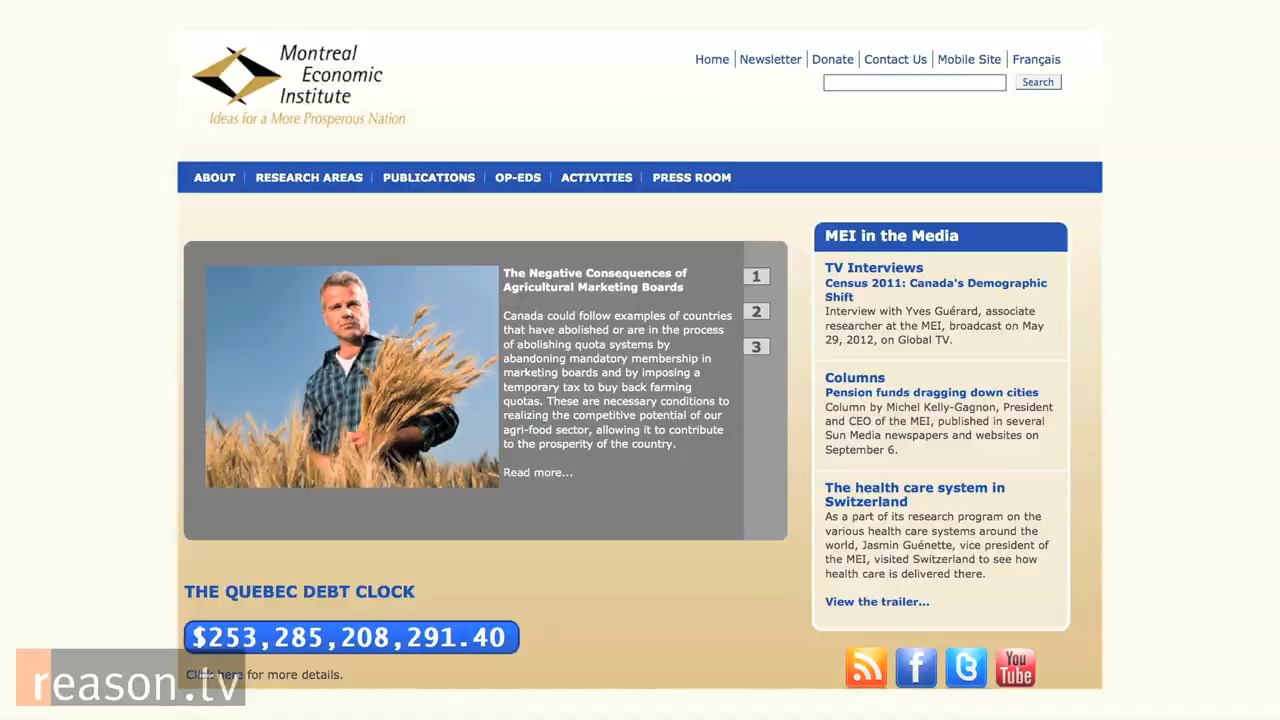 Montreal
Economic
Institute
Ideas for a More Prosperous Nation
Home | Newsletter | Donate | Contact Us | Mobile Site | Français
Search
ABOUT | RESEARCH AREAS | PUBLICATIONS | OP-EDS | ACTIVITIES | PRESS ROOM
The Negative Consequences of
Agricultural Marketing Boards
Canada could follow examples of countries
that have abolished or are in the process
of abolishing quota systems by
abandoning mandatory membership in
marketing boards and by imposing a
temporary tax to buy back farming
quotas. These are necessary conditions to
realizing the competitive potential of our
agri-food sector, allowing it to contribute
to the prosperity of the country.
Read more...
1
2
3
MEI in the Media
TV Interviews
Census 2011: Canada's Demographic
Shift
Interview with Yves Guérard, associate
researcher at the MEI, broadcast on May
29, 2012, on Global TV.
Columns
Pension funds dragging down cities
Column by Michel Kelly-Gagnon, President
and CEO of the MEI, published in several
Sun Media newspapers and websites on
September 6.
The health care system in
Switzerland
As a part of its research program on the
various health care systems around the
world, Jasmin Guénette, vice president of
the MEI, visited Switzerland to see how
health care is delivered there.
View the trailer...
THE QUEBEC DEBT CLOCK
$253,285,208,291.40
Click here for more details.
reason.tv
f
t
You
Tube